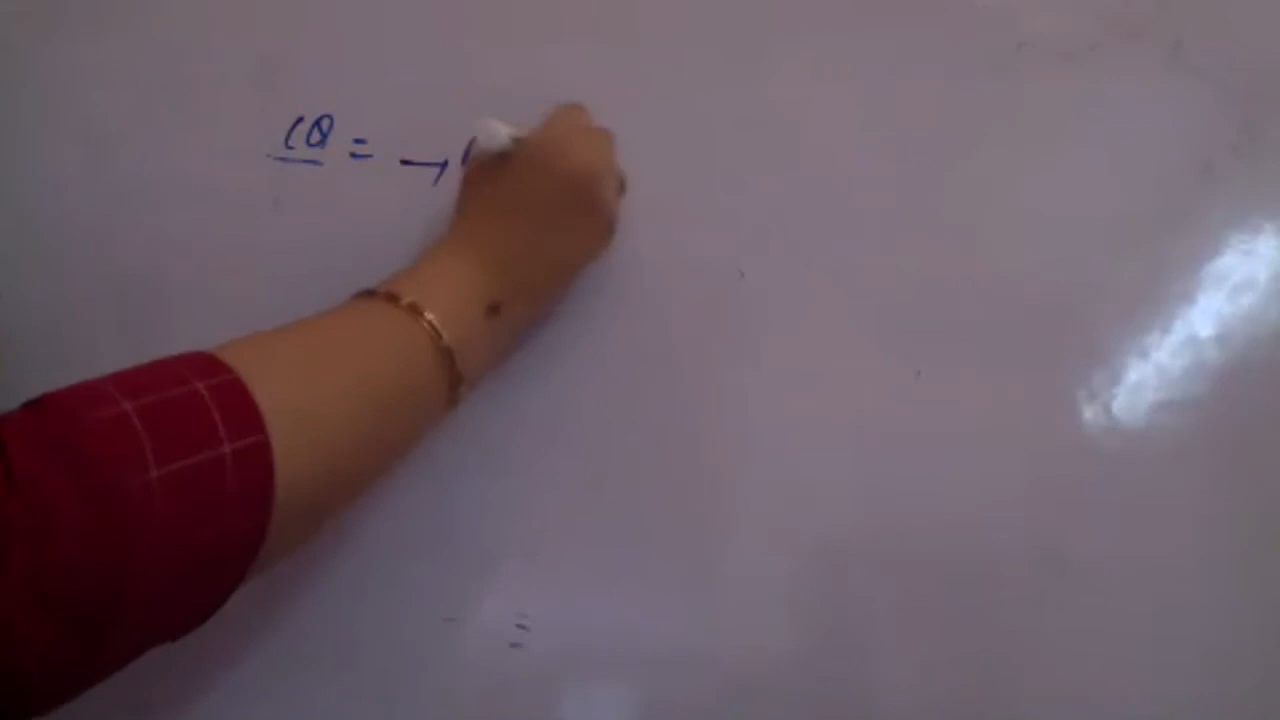 CQ = →